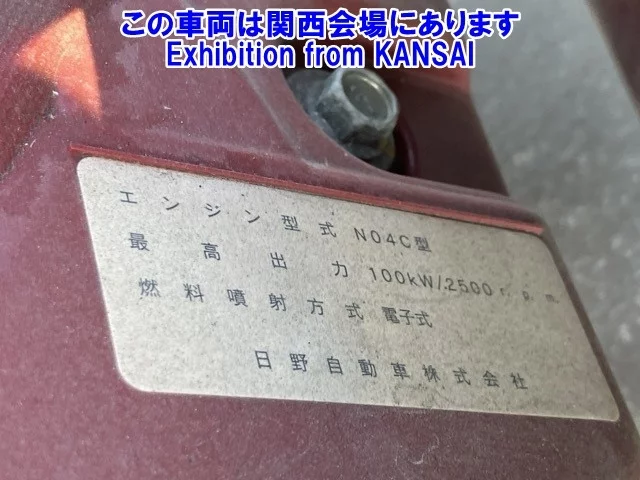 この車両は関西会場にあります
Exhibition from KANSAI
エンジン型式 N04C型
最高出力 100kW/2500 r.p.m.
燃料噴射方式 電子式
日野自動車株式会社